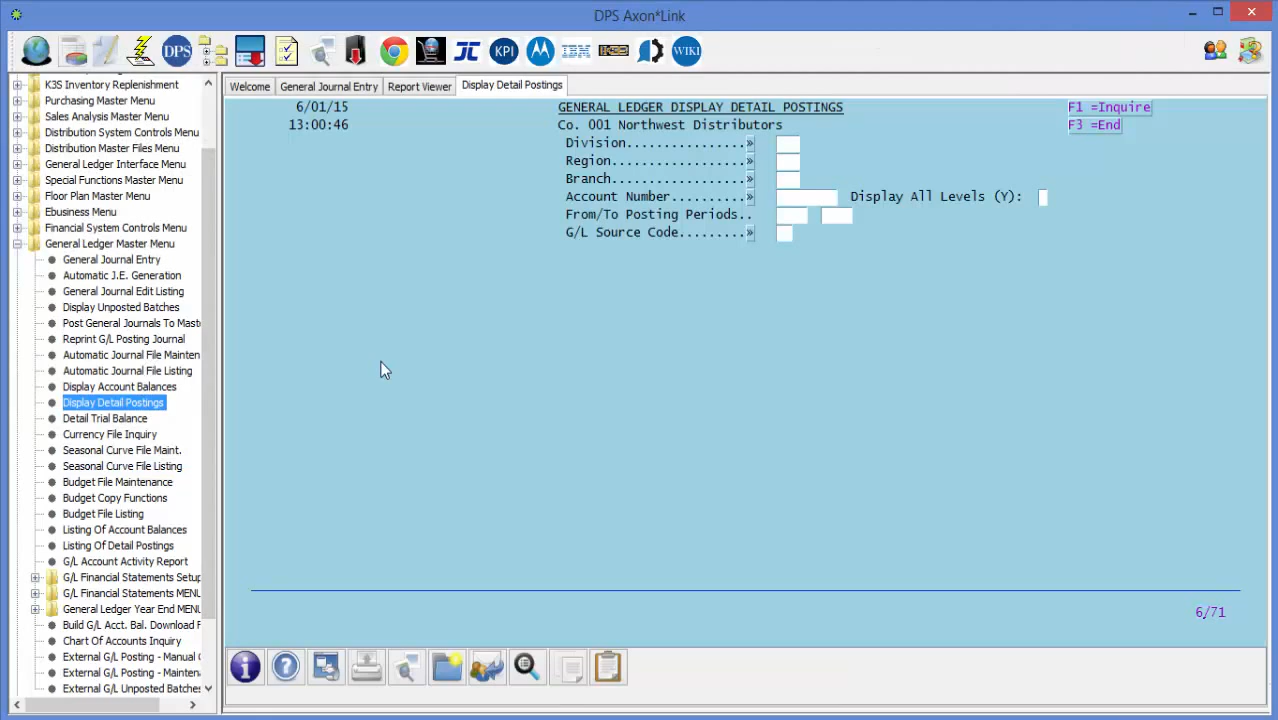 DPS Axon*Link
DPS
JT
KPI
IBM
K3S
WIKI
K3S Inventory Replenishment
Purchasing Master Menu
Sales Analysis Master Menu
Distribution System Controls Menu
Distribution Master Files Menu
General Ledger Interface Menu
Special Functions Master Menu
Floor Plan Master Menu
Ebusiness Menu
Financial System Controls Menu
General Ledger Master Menu
General Journal Entry
Automatic J.E. Generation
General Journal Edit Listing
Display Unposted Batches
Post General Journals To Maste
Reprint G/L Posting Journal
Automatic Journal File Mainten
Automatic Journal File Listing
Display Account Balances
Display Detail Postings
Detail Trial Balance
Currency File Inquiry
Seasonal Curve File Maint.
Seasonal Curve File Listing
Budget File Maintenance
Budget Copy Functions
Budget File Listing
Listing Of Account Balances
Listing Of Detail Postings
G/L Account Activity Report
G/L Financial Statements Setup
G/L Financial Statements MENU
General Ledger Year End MENU
Build G/L Acct. Bal. Download F
Chart Of Accounts Inquiry
External G/L Posting - Manual
External G/L Posting - Maintena
External G/L Unposted Batches
Welcome General Journal Entry Report Viewer Display Detail Postings
6/01/15 GENERAL LEDGER DISPLAY DETAIL POSTINGS F1 =Inquire
13:00:46 Co. 001 Northwest Distributors F3 =End
Division................»
Region..................»
Branch..................»
Account Number..........» Display All Levels (Y):
From/To Posting Periods..
G/L Source Code.........»
6/71